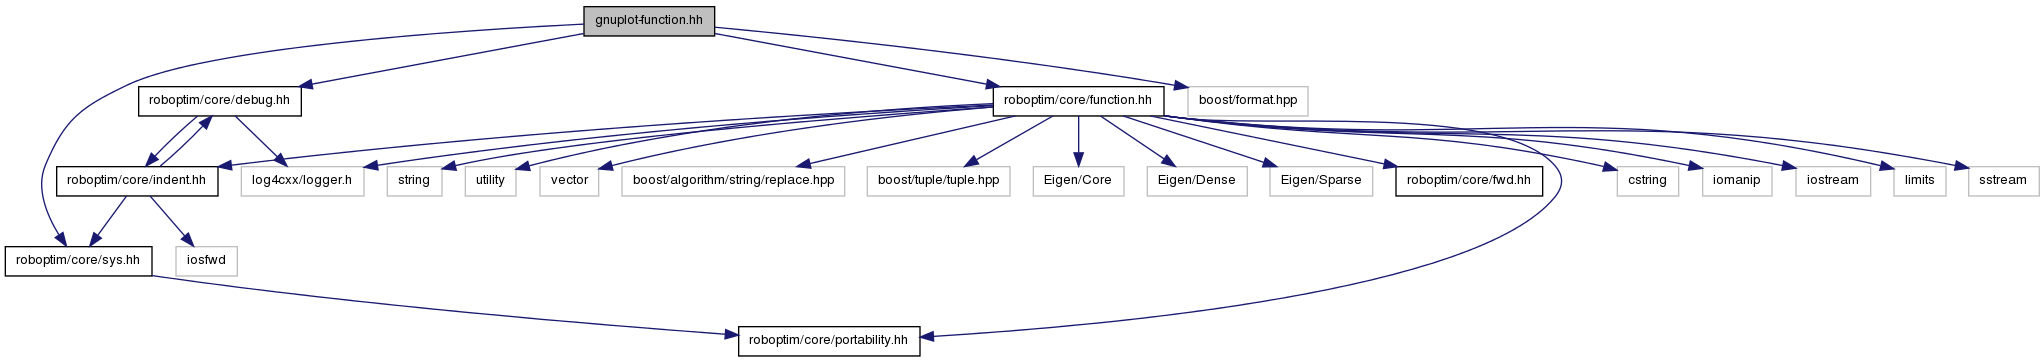 gnuplot-function.hh
roboptim/core/debug.hh
roboptim/core/function.hh
boost/format.hpp
roboptim/core/indent.hh
log4cxx/logger.h
string
utility
vector
boost/algorithm/string/replace.hpp
boost/tuple/tuple.hpp
Eigen/Core
Eigen/Dense
Eigen/Sparse
roboptim/core/fwd.hh
cstring
iomanip
iostream
limits
sstream
roboptim/core/sys.hh
iosfwd
roboptim/core/portability.hh